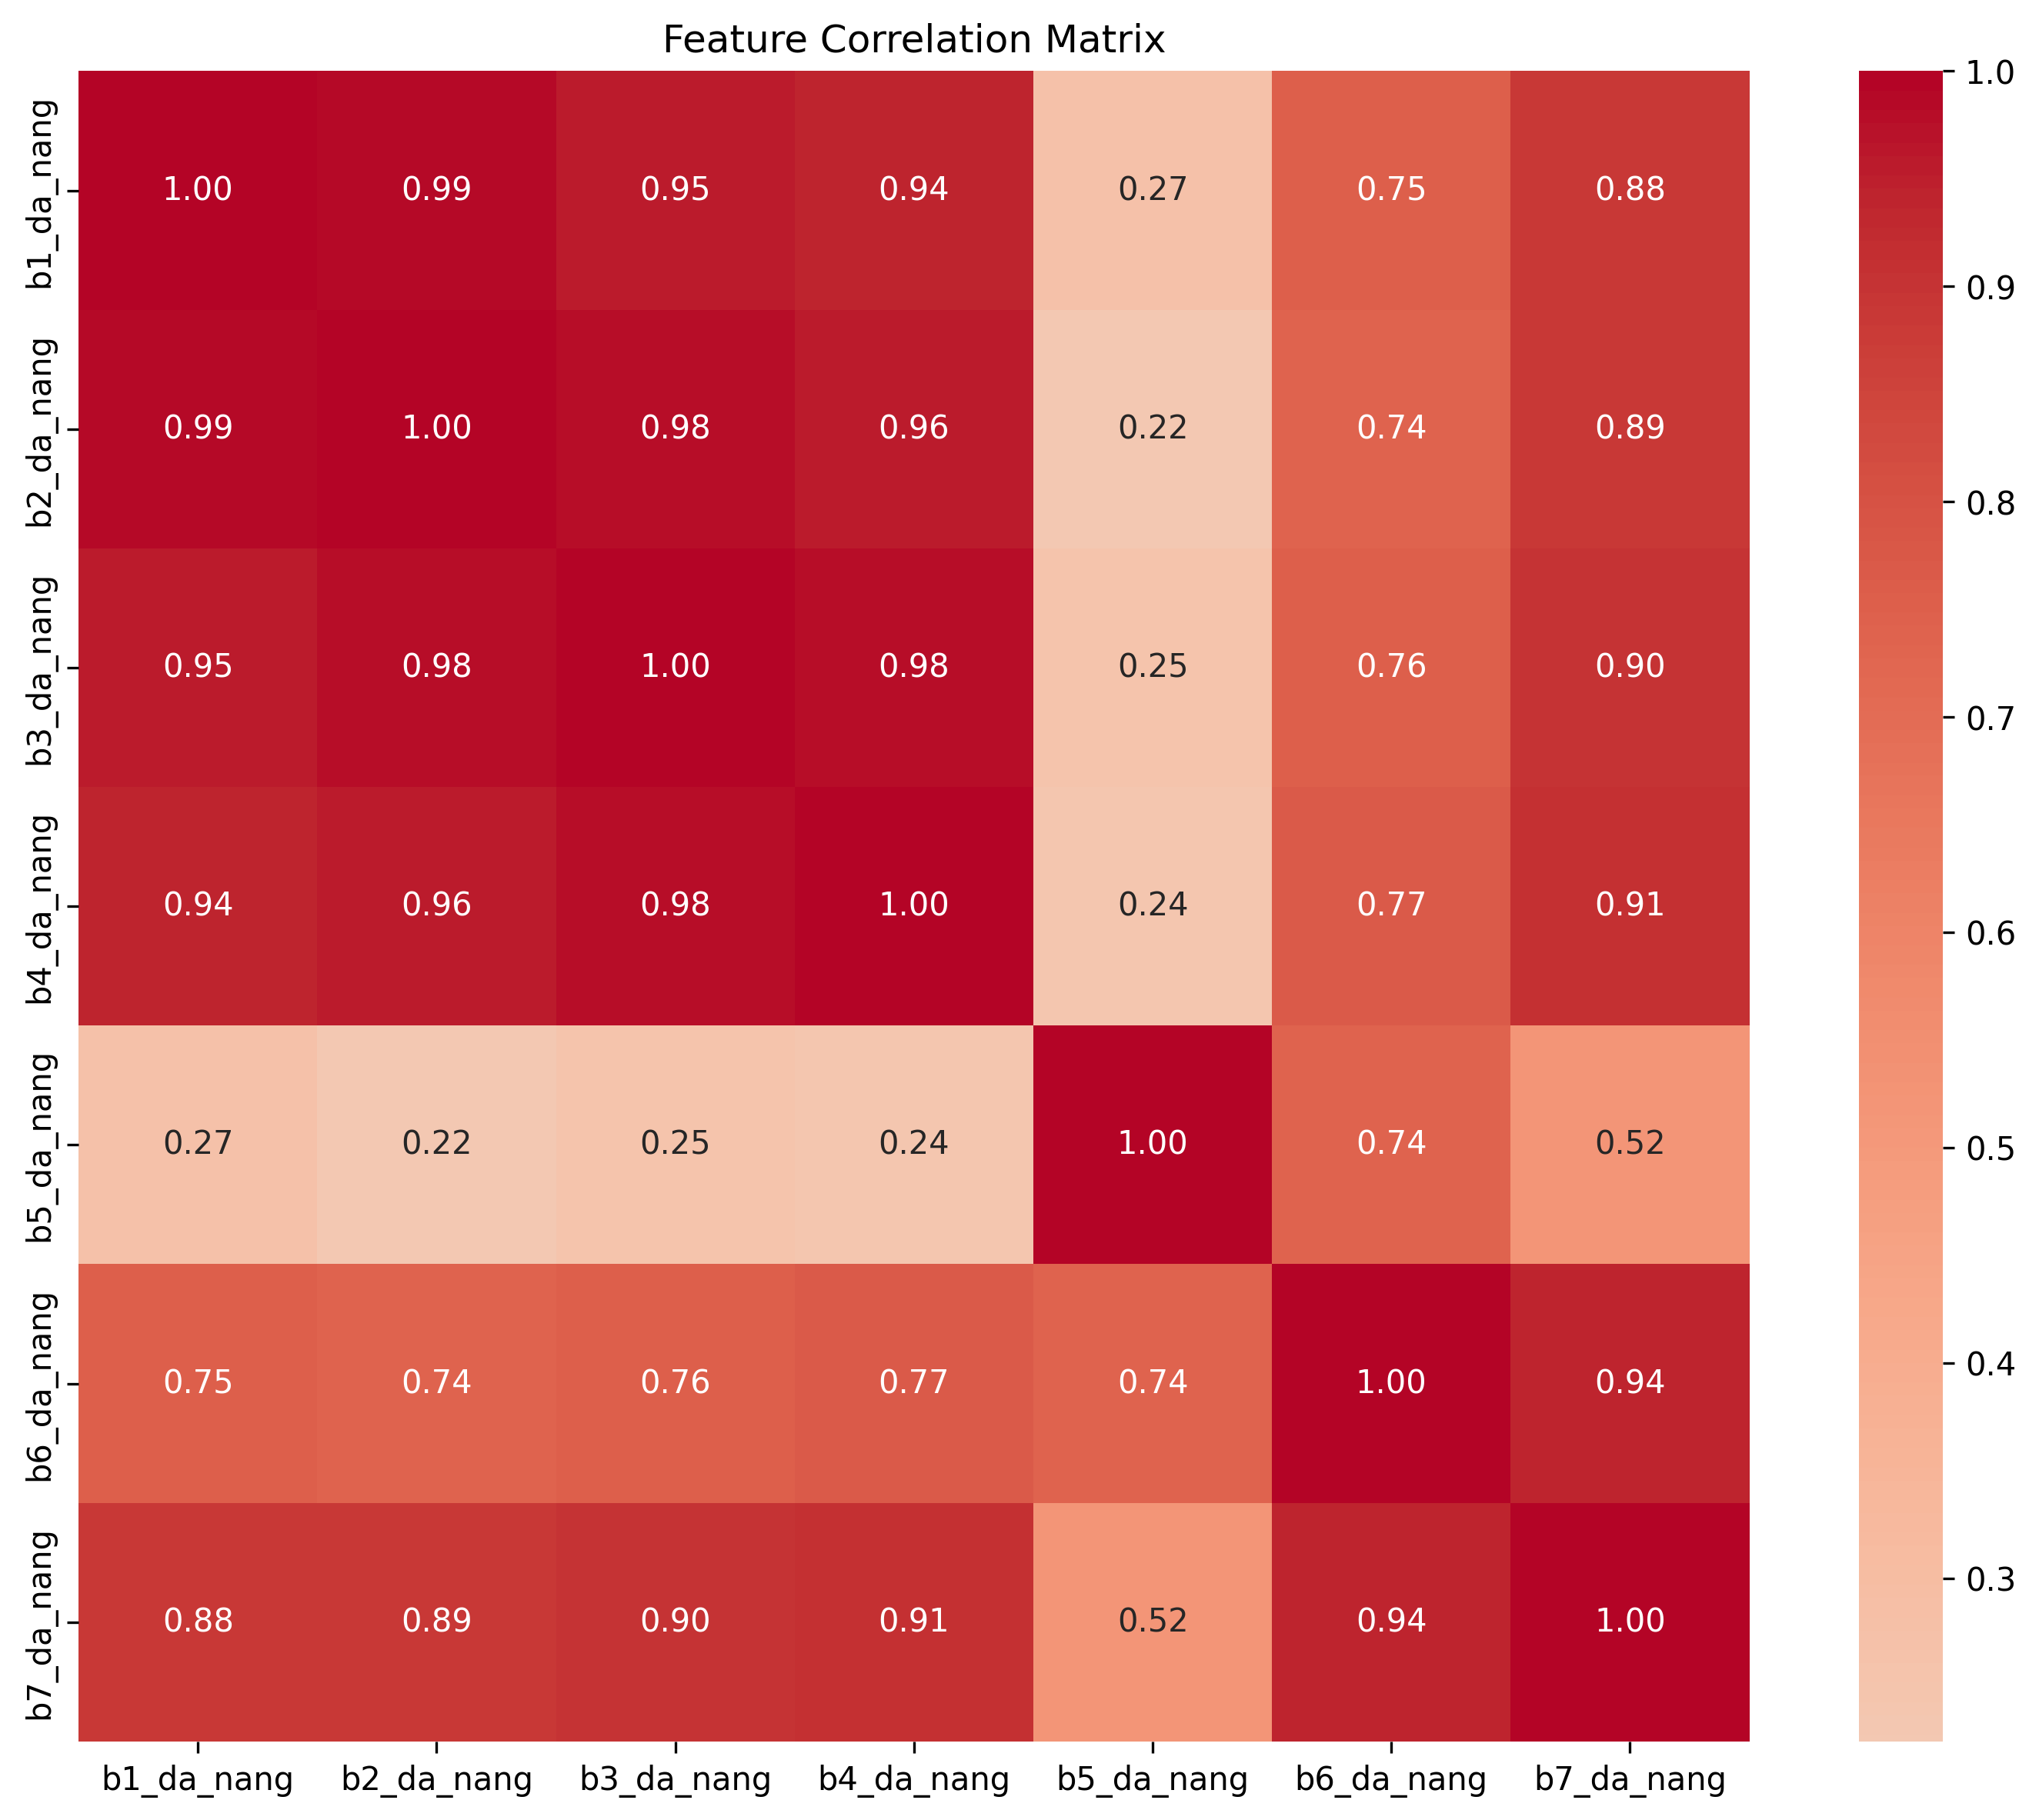 Feature Correlation Matrix
b1_da_nang 1.00 0.99 0.95 0.94 0.27 0.75 0.88
b2_da_nang 0.99 1.00 0.98 0.96 0.22 0.74 0.89
b3_da_nang 0.95 0.98 1.00 0.98 0.25 0.76 0.90
b4_da_nang 0.94 0.96 0.98 1.00 0.24 0.77 0.91
b5_da_nang 0.27 0.22 0.25 0.24 1.00 0.74 0.52
b6_da_nang 0.75 0.74 0.76 0.77 0.74 1.00 0.94
b7_da_nang 0.88 0.89 0.90 0.91 0.52 0.94 1.00
b1_da_nang b2_da_nang b3_da_nang b4_da_nang b5_da_nang b6_da_nang b7_da_nang
1.0
0.9
0.8
0.7
0.6
0.5
0.4
0.3